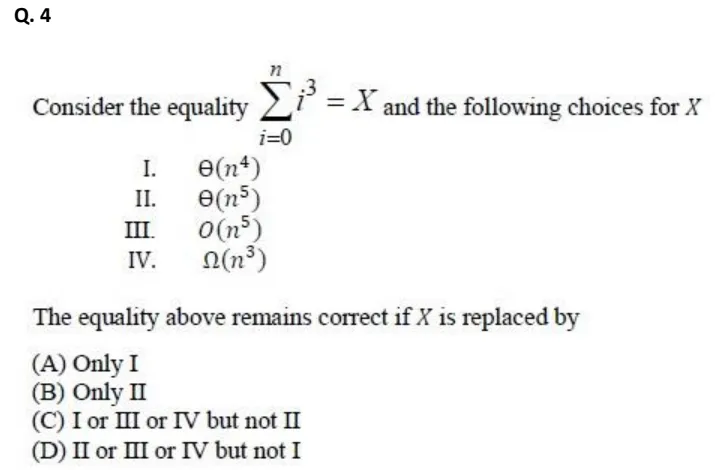 Q. 4
n
Consider the equality ∑ i³ = X and the following choices for X
i=0
I. Θ(n⁴)
II. Θ(n⁵)
III. O(n⁵)
IV. Ω(n³)
The equality above remains correct if X is replaced by
(A) Only I
(B) Only II
(C) I or III or IV but not II
(D) II or III or IV but not I